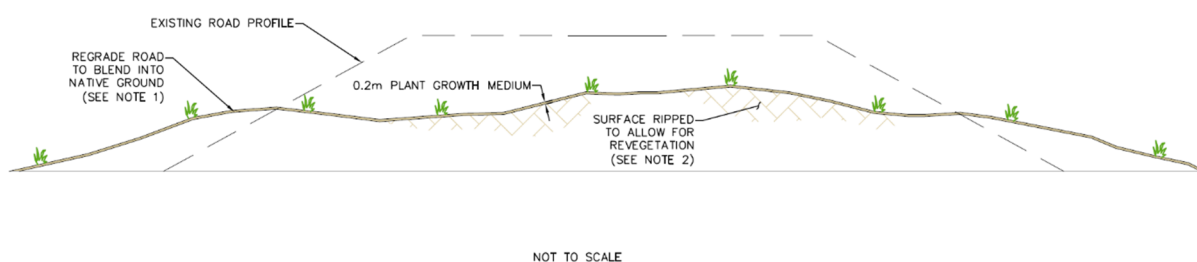 EXISTING ROAD PROFILE
REGRADE ROAD
TO BLEND INTO
NATIVE GROUND
(SEE NOTE 1)
0.2m PLANT GROWTH MEDIUM
SURFACE RIPPED
TO ALLOW FOR
REVEGETATION
(SEE NOTE 2)
NOT TO SCALE